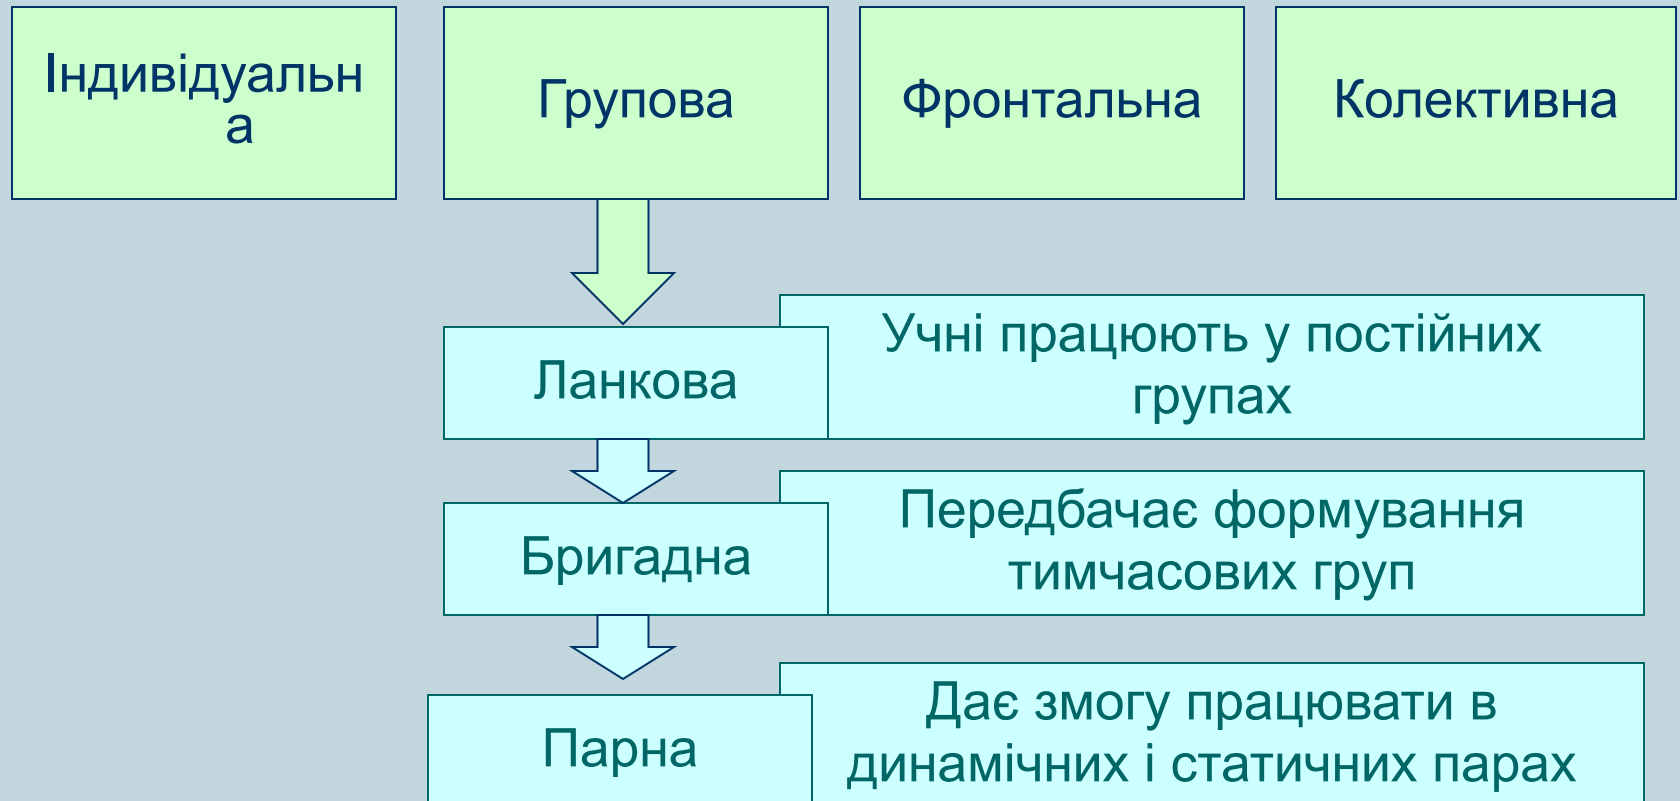 Індивідуальн
а
Групова
Фронтальна
Колективна
Ланкова
Учні працюють у постійних
групах
Бригадна
Передбачає формування
тимчасових груп
Парна
Дає змогу працювати в
динамічних і статичних парах